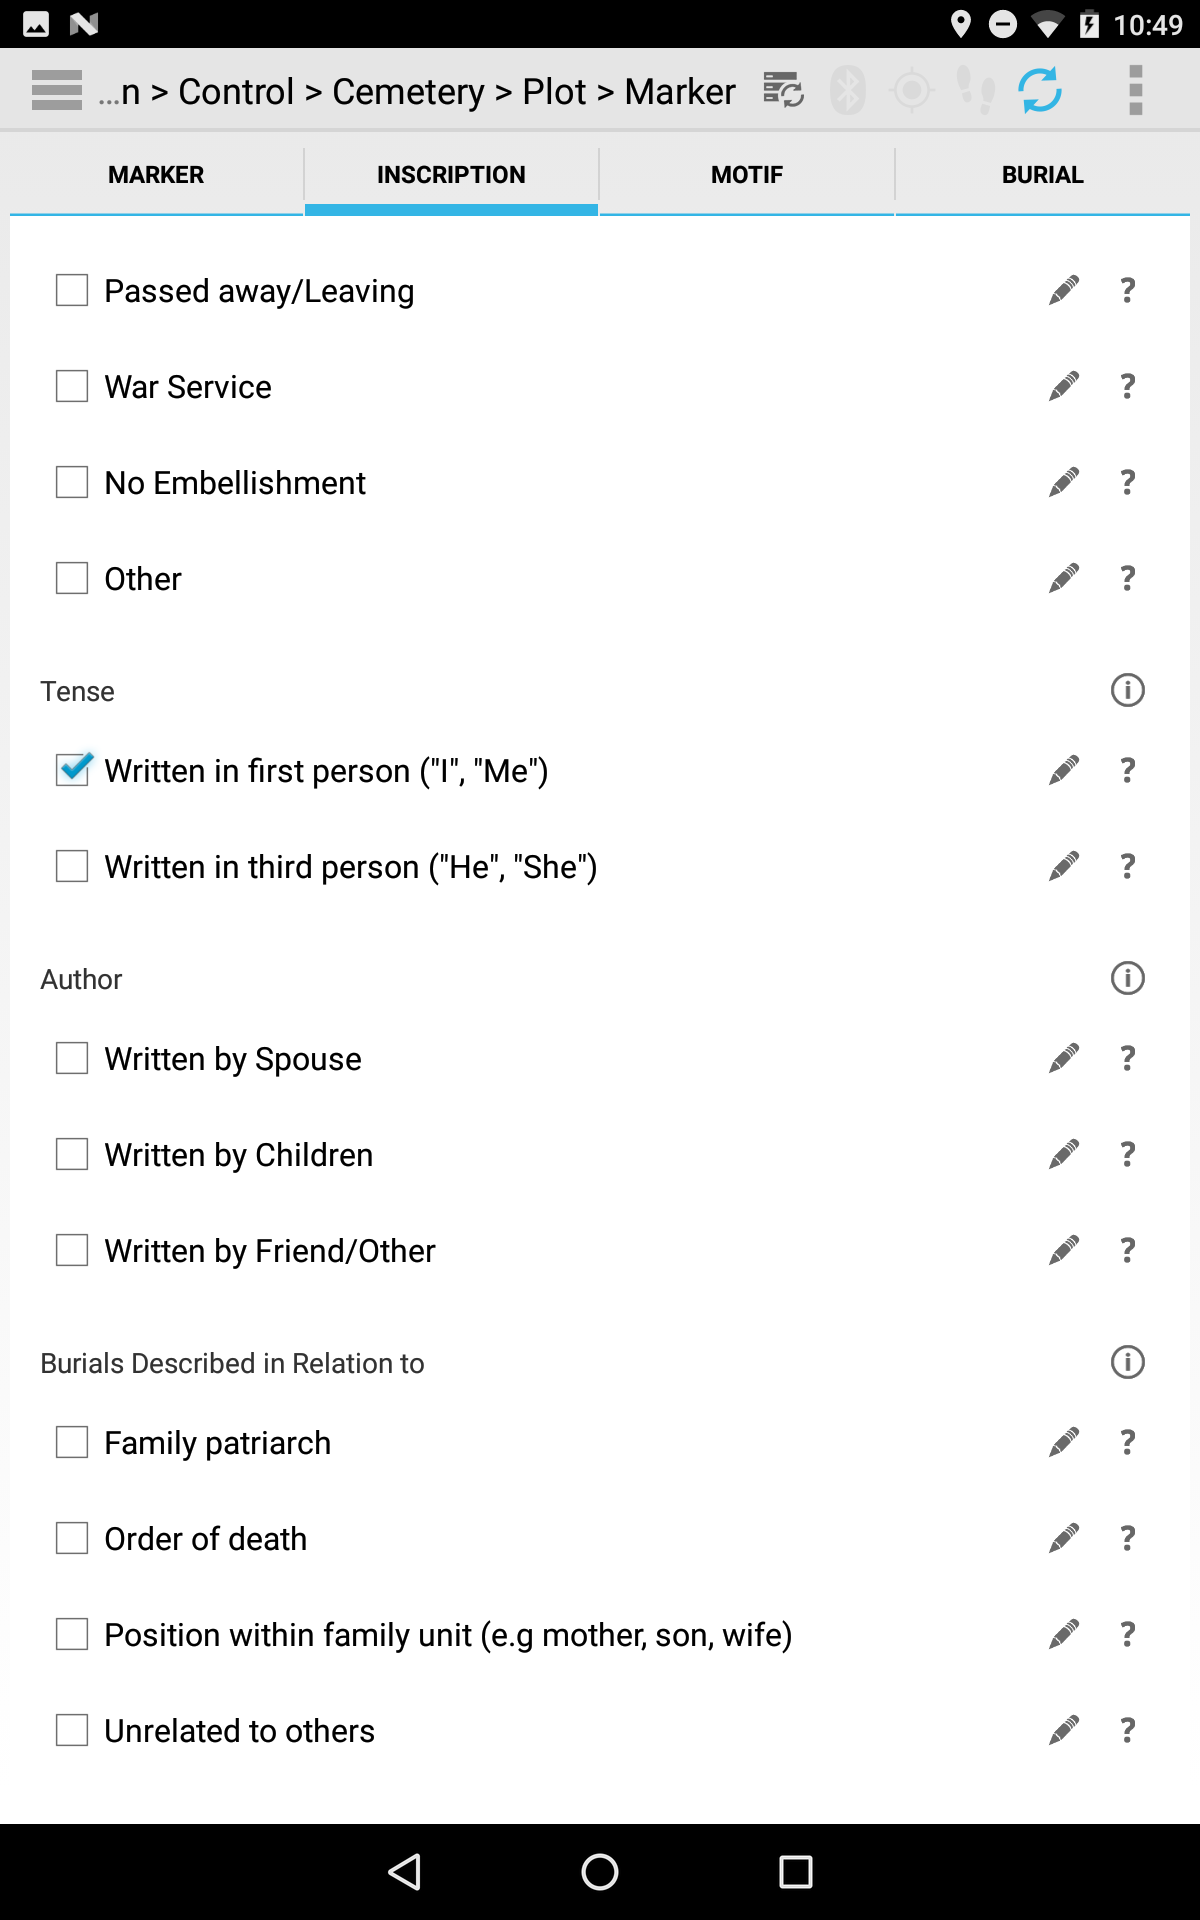 10:49
...n > Control > Cemetery > Plot > Marker
MARKER
INSCRIPTION
MOTIF
BURIAL
Passed away/Leaving
?
War Service
?
No Embellishment
?
Other
?
Tense
Written in first person ("I", "Me")
?
Written in third person ("He", "She")
?
Author
Written by Spouse
?
Written by Children
?
Written by Friend/Other
?
Burials Described in Relation to
Family patriarch
?
Order of death
?
Position within family unit (e.g mother, son, wife)
?
Unrelated to others
?